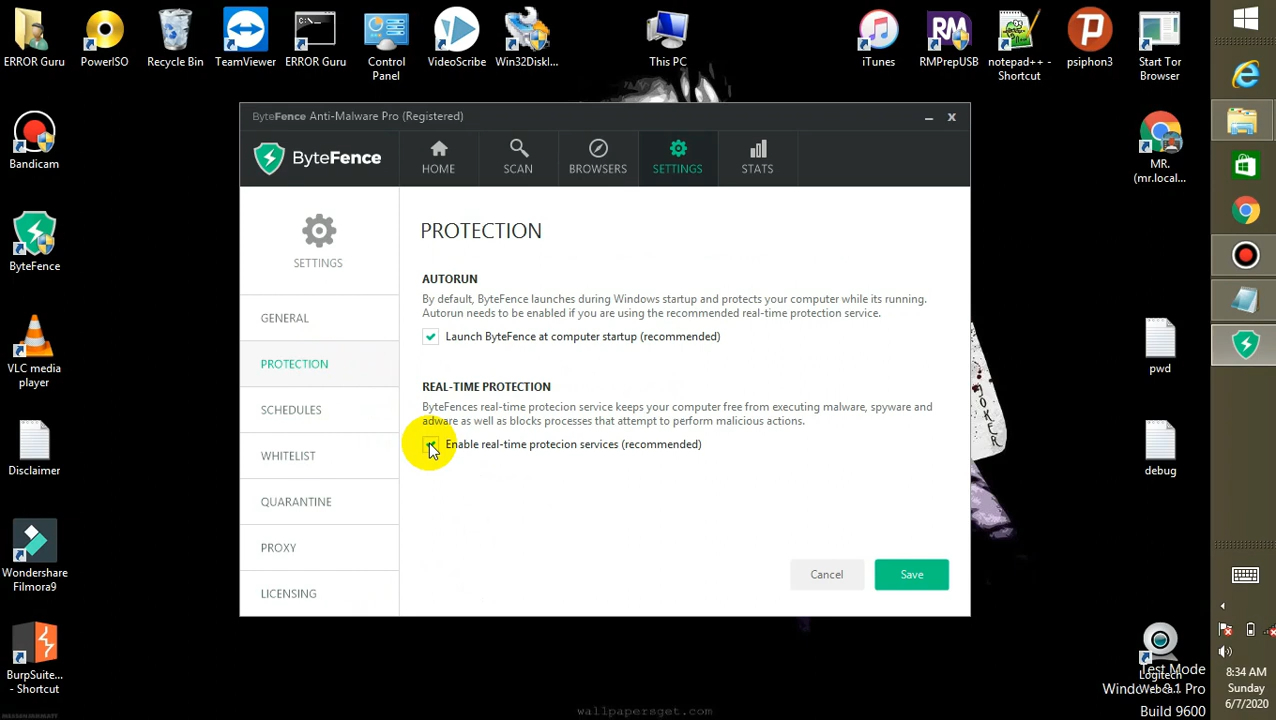 ERROR Guru
PowerISO
Recycle Bin
TeamViewer
ERROR Guru
Control
Panel
VideoScribe
Win32Diskl...
This PC
iTunes
RMPrepUSB
notepad++ -
Shortcut
psiphon3
Start Tor
Browser
Bandicam
ByteFence
VLC media
player
Disclaimer
Wondershare
Filmora9
BurpSuite...
- Shortcut
ByteFence Anti-Malware Pro (Registered)
ByteFence
HOME
SCAN
BROWSERS
SETTINGS
STATS
SETTINGS
GENERAL
PROTECTION
SCHEDULES
WHITELIST
QUARANTINE
PROXY
LICENSING
PROTECTION
AUTORUN
By default, ByteFence launches during Windows startup and protects your computer while its running.
Autorun needs to be enabled if you are using the recommended real-time protection service.
Launch ByteFence at computer startup (recommended)
REAL-TIME PROTECTION
ByteFences real-time protecion service keeps your computer free from executing malware, spyware and
adware as well as blocks processes that attempt to perform malicious actions.
Enable real-time protecion services (recommended)
Cancel
Save
MR.
(mr.local...
pwd
debug
JOKER
Logitech
Webca...
Test Mode
Windows 8.1 Pro
Build 9600
8:34 AM
Sunday
6/7/2020
wallpapersget.com